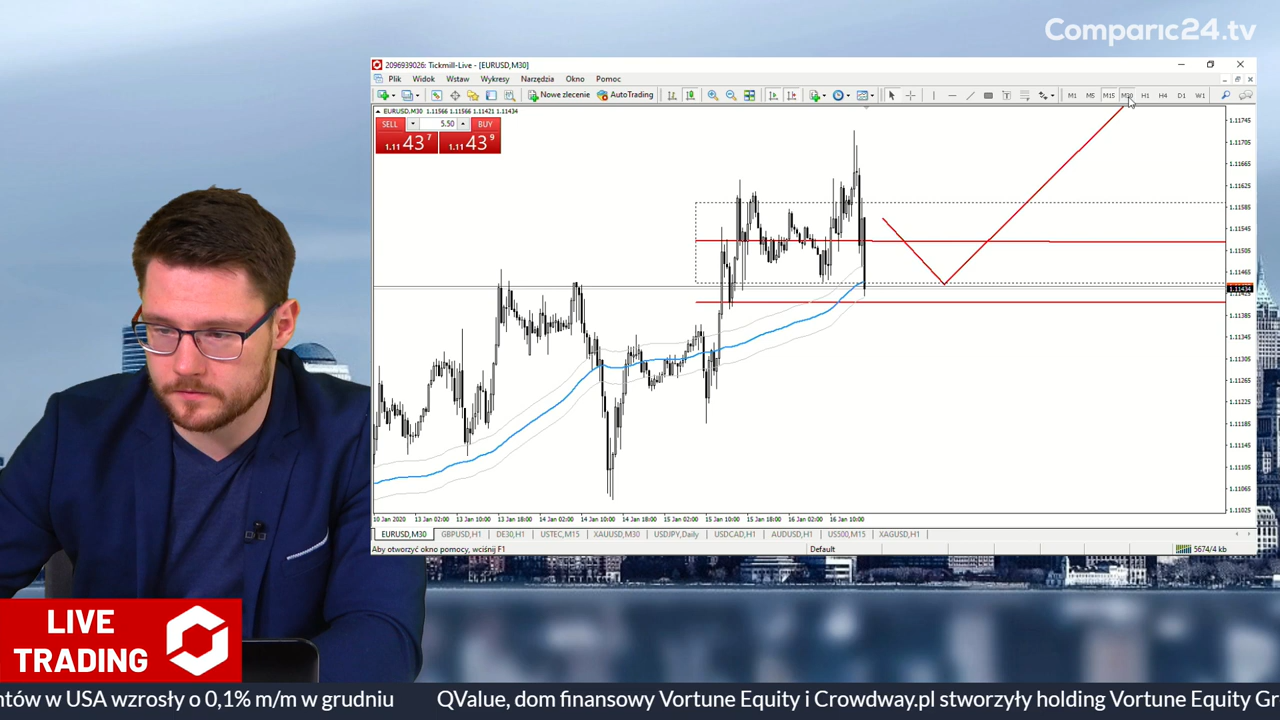 Comparic24.tv
2096939026: Tickmill-Live - [EURUSD,M30]
Plik Widok Wstaw Wykresy Narzędzia Okno Pomoc
Nowe zlecenie AutoTrading M1 M5 M15 M30 H1 H4 D1 W1
EURUSD,M30 1.11566 1.11566 1.11421 1.11434
SELL 5.50 BUY
1.11 43 7 1.11 43 9
1.11745
1.11705
1.11665
1.11625
1.11585
1.11545
1.11505
1.11465
1.11434
1.11425
1.11385
1.11345
1.11305
1.11265
1.11225
1.11185
1.11145
1.11105
1.11065
1.11025
10 Jan 2020 13 Jan 02:00 13 Jan 10:00 13 Jan 18:00 14 Jan 02:00 14 Jan 10:00 14 Jan 18:00 15 Jan 02:00 15 Jan 10:00 15 Jan 18:00 16 Jan 02:00 16 Jan 10:00
EURUSD,M30 GBPUSD,H1 DE30,H1 USTEC,M15 XAUUSD,M30 USDJPY,Daily USDCAD,H1 AUDUSD,H1 US500,M15 XAGUSD,H1
Aby otworzyć okno pomocy, wciśnij F1 Default 5674/4 kb
LIVE
TRADING
ntów w USA wzrosły o 0,1% m/m w grudniu QValue, dom finansowy Vortune Equity i Crowdway.pl stworzyły holding Vortune Equity Gr